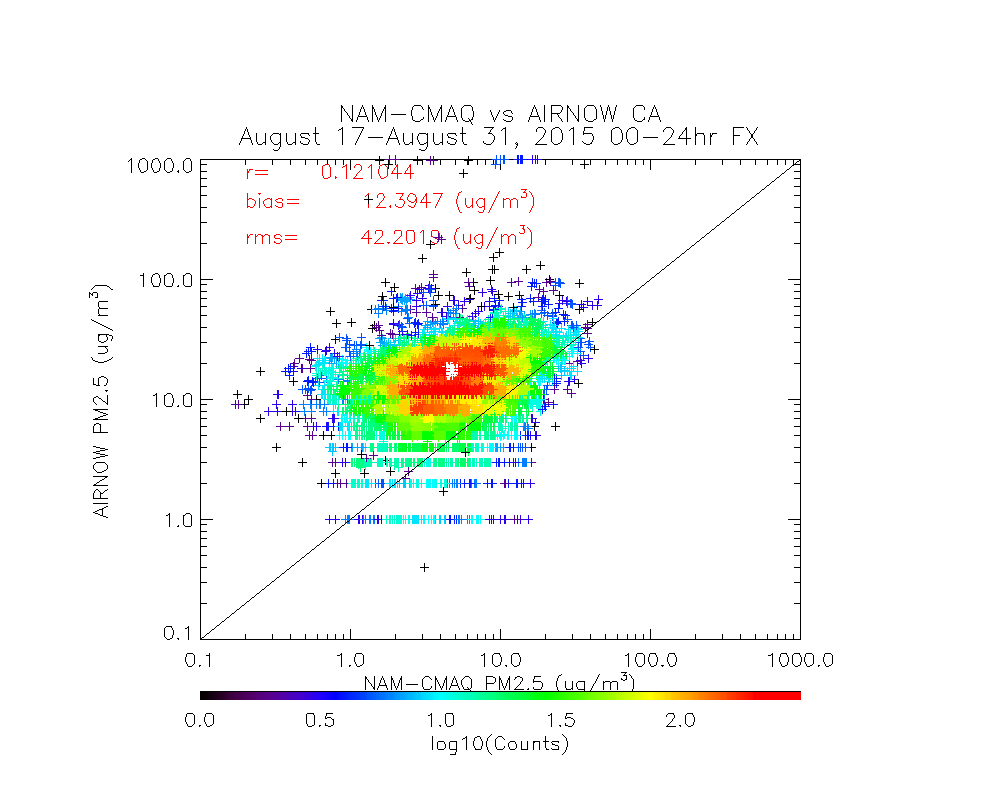 NAM-CMAQ vs AIRNOW CA
August 17-August 31, 2015 00-24hr FX
1000.0
r= 0.121044
bias= 12.3947 (ug/m³)
rms= 42.2019 (ug/m³)
100.0
10.0
1.0
0.1
AIRNOW PM2.5 (ug/m³)
0.1 1.0 10.0 100.0 1000.0
NAM-CMAQ PM2.5 (ug/m³)
0.0 0.5 1.0 1.5 2.0
log10(Counts)